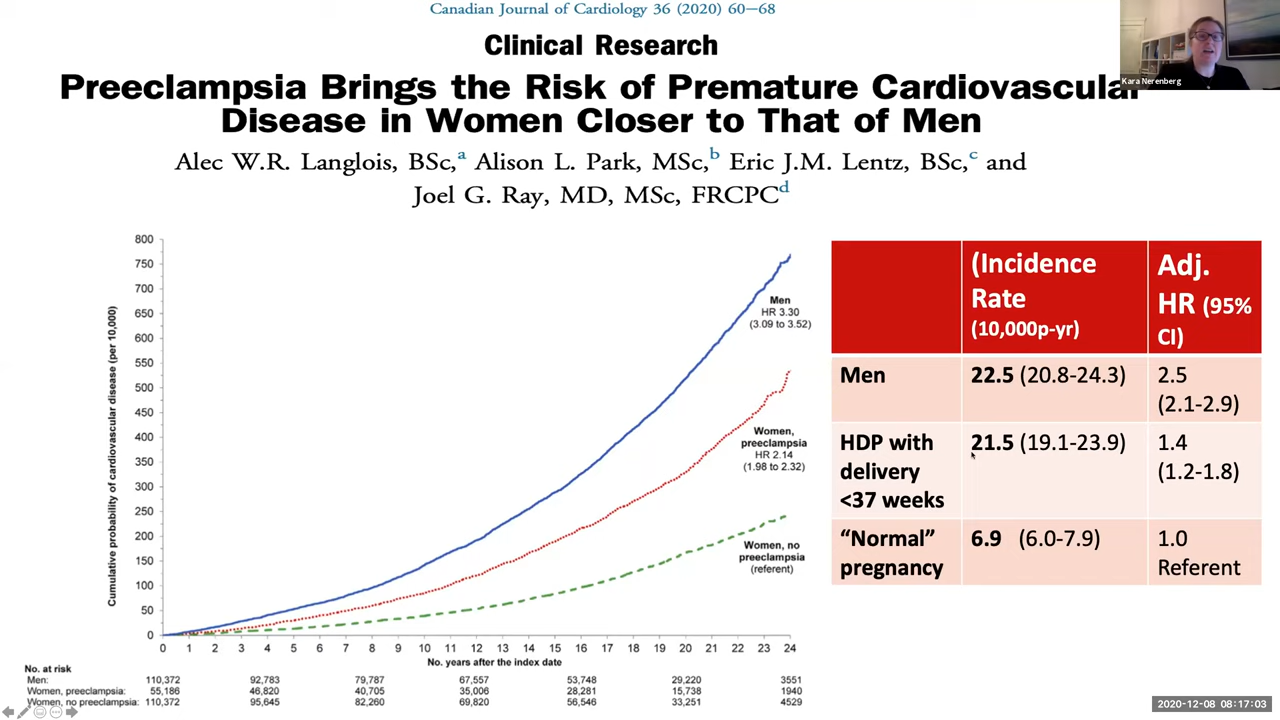 Canadian Journal of Cardiology 36 (2020) 60–68
Clinical Research
Preeclampsia Brings the Risk of Premature Cardiovascular
Disease in Women Closer to That of Men
Alec W.R. Langlois, BSc,a Alison L. Park, MSc,b Eric J.M. Lentz, BSc,c and
Joel G. Ray, MD, MSc, FRCPCd
Kara Nerenberg
Cumulative probability of cardiovascular disease (per 10,000)
800
750
700
650
600
550
500
450
400
350
300
250
200
150
100
50
0
Men
HR 3.30
(3.09 to 3.52)
Women,
preeclampsia
HR 2.14
(1.98 to 2.32)
Women, no
preeclampsia
(referent)
0 1 2 3 4 5 6 7 8 9 10 11 12 13 14 15 16 17 18 19 20 21 22 23 24
No. years after the index date
No. at risk
Men: 110,372 92,783 79,787 67,557 53,748 29,220 3551
Women, preeclampsia: 55,186 46,820 40,705 35,006 28,281 15,738 1940
Women, no preeclampsia: 110,372 95,645 82,260 69,820 56,546 33,251 4529
(Incidence
Rate
(10,000p-yr)
Adj.
HR (95%
CI)
Men 22.5 (20.8-24.3) 2.5
(2.1-2.9)
HDP with 21.5 (19.1-23.9) 1.4
delivery (1.2-1.8)
<37 weeks
“Normal” 6.9 (6.0-7.9) 1.0
pregnancy Referent
2020-12-08 08:17:03